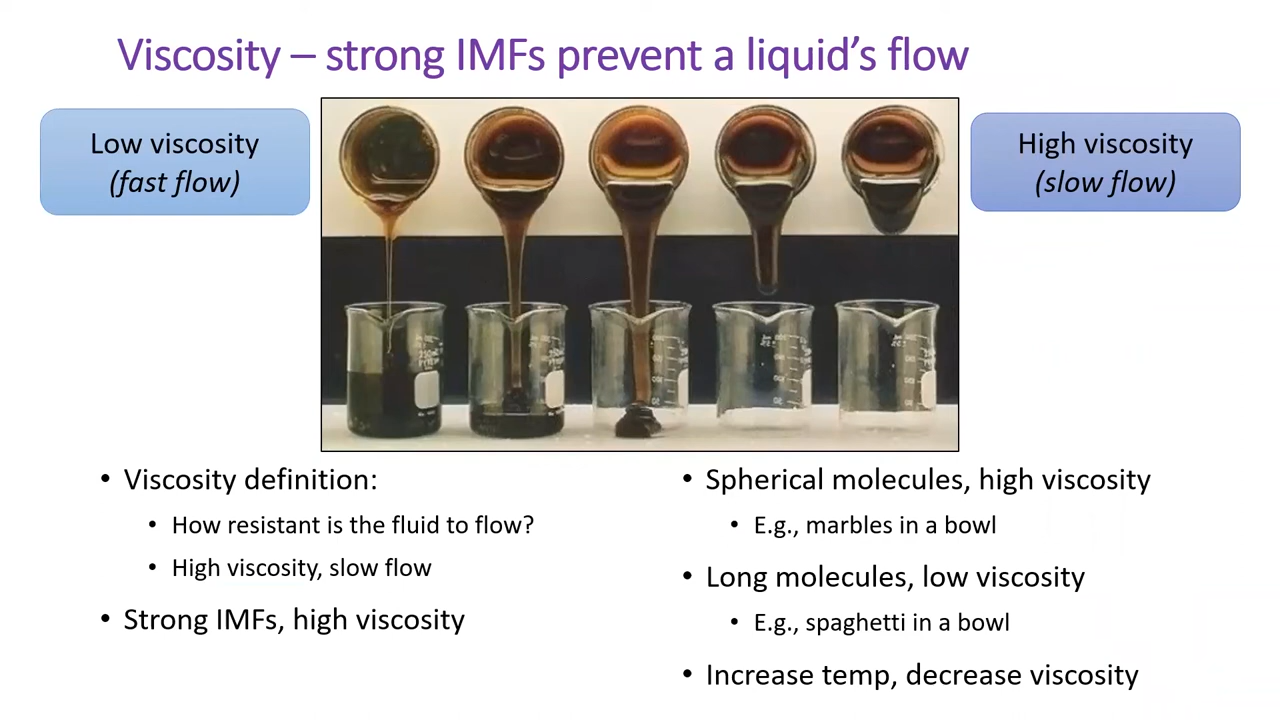 Viscosity – strong IMFs prevent a liquid’s flow
Low viscosity
(fast flow)
High viscosity
(slow flow)
• Viscosity definition:
• How resistant is the fluid to flow?
• High viscosity, slow flow
• Strong IMFs, high viscosity
• Spherical molecules, high viscosity
• E.g., marbles in a bowl
• Long molecules, low viscosity
• E.g., spaghetti in a bowl
• Increase temp, decrease viscosity